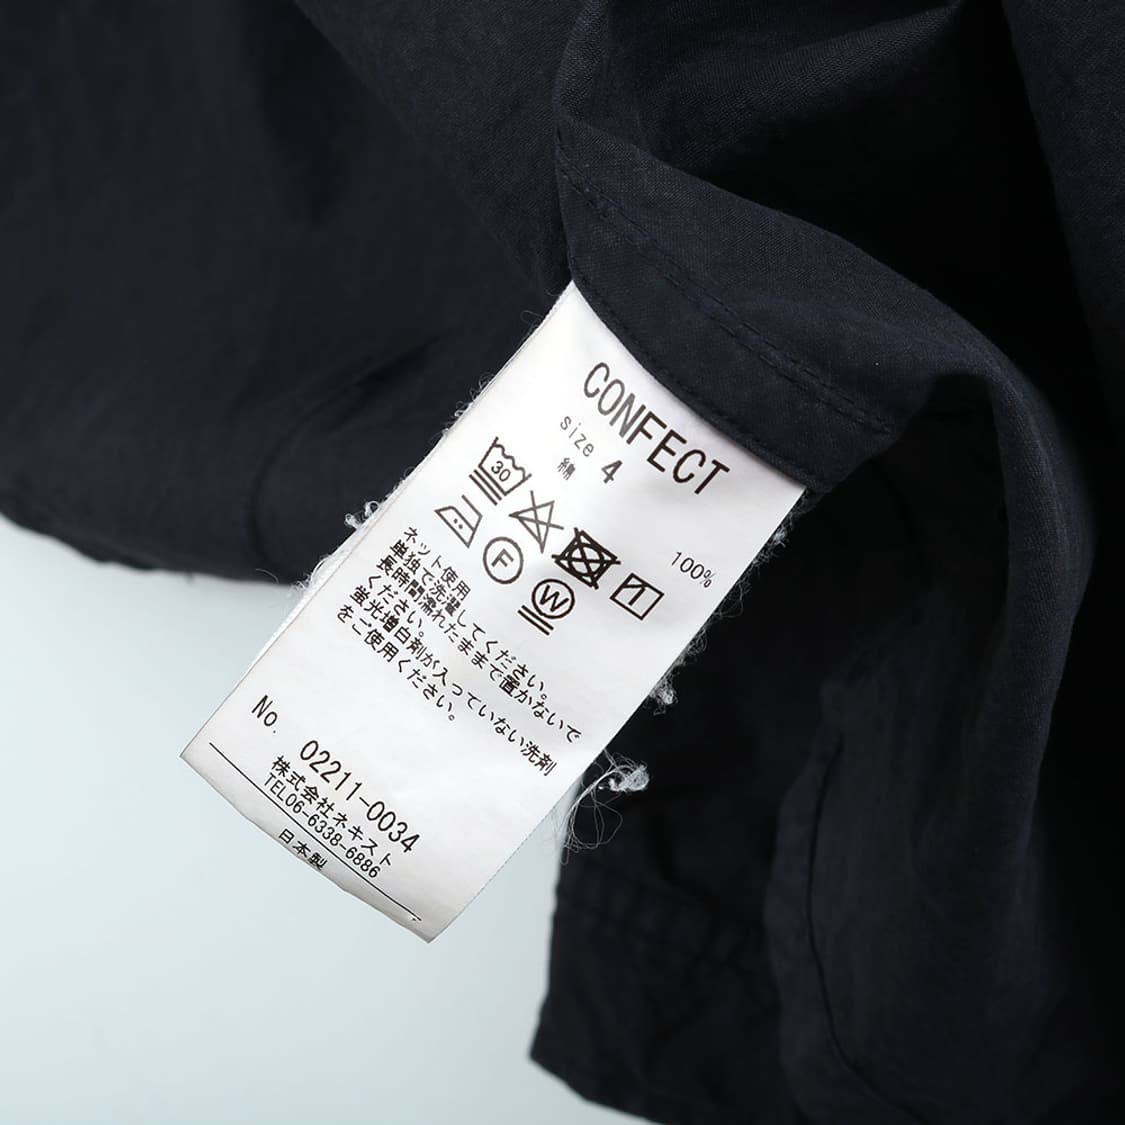 CONFECT
size 4
綿 100%
30
F
W
ネット使用
単独で洗濯してください。
長時間濡れたままで置かないで
ください。
蛍光増白剤が入っていない洗剤
をご使用ください。
No. 02211-0034
株式会社ネキスト
TEL06-6338-6886
日本製